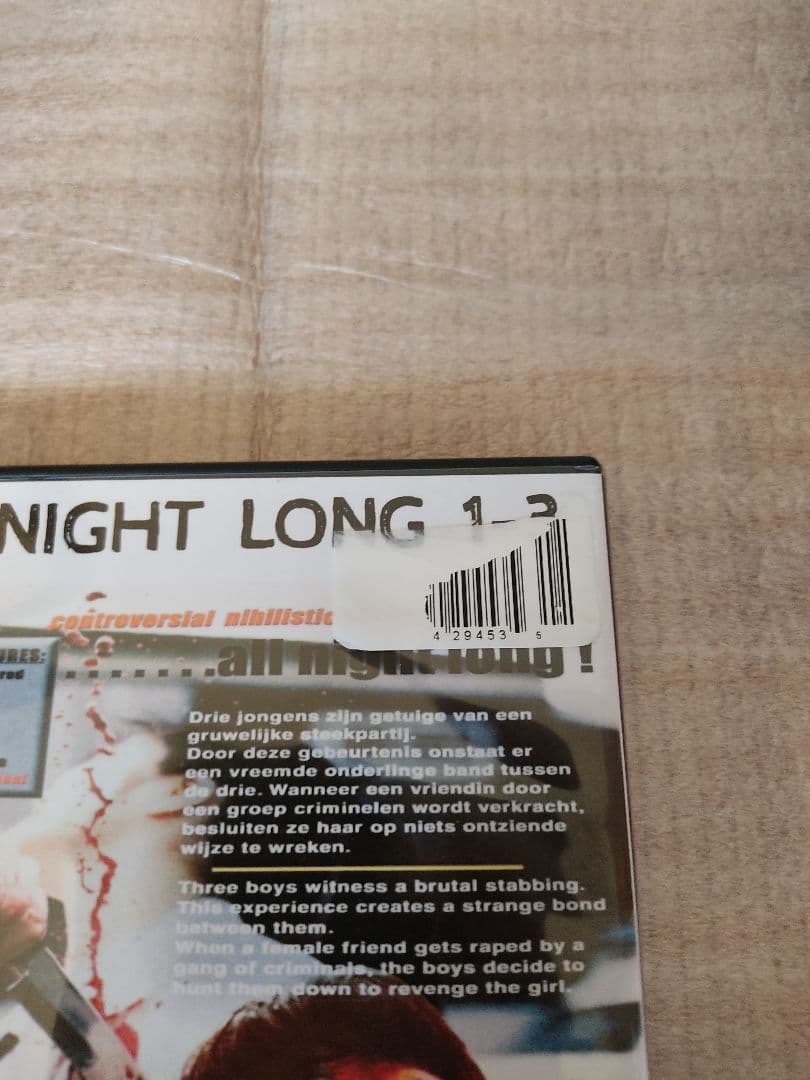 NIGHT LONG 1-3
controversial nihilistic
.......all night long !
URES:
red
4 29453 5
Drie jongens zijn getuige van een
gruwelijke steekpartij.
Door deze gebeurtenis onstaat er
een vreemde onderlinge band tussen
de drie. Wanneer een vriendin door
een groep criminelen wordt verkracht,
besluiten ze haar op niets ontziende
wijze te wreken.
Three boys witness a brutal stabbing.
This experience creates a strange bond
between them.
When a female friend gets raped by a
gang of criminals, the boys decide to
hunt them down to revenge the girl.